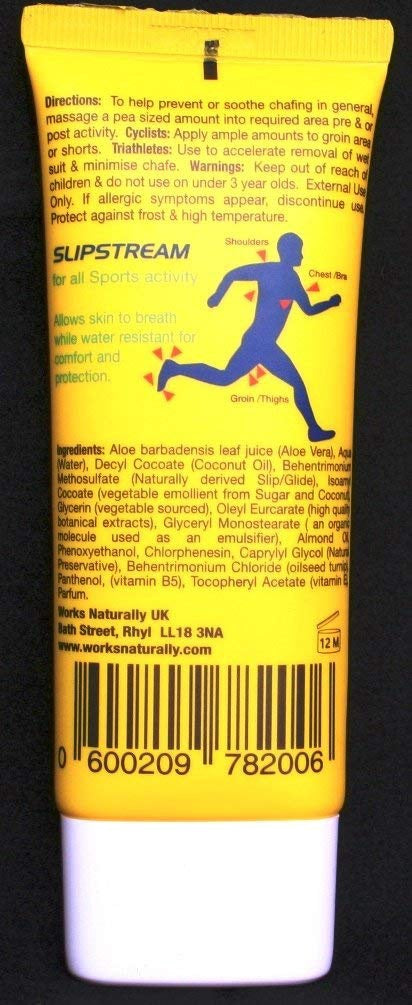 Directions: To help prevent or soothe chafing in general,
massage a pea sized amount into required area pre & or
post activity. Cyclists: Apply ample amounts to groin area
or shorts. Triathletes: Use to accelerate removal of wet
suit & minimise chafe. Warnings: Keep out of reach of
children & do not use on under 3 year olds. External Use
Only. If allergic symptoms appear, discontinue use.
Protect against frost & high temperature.
SLIPSTREAM
for all Sports activity
Shoulders
Chest /Bra
Allows skin to breath
while water resistant for
comfort and
protection.
Groin /Thighs
Ingredients: Aloe barbadensis leaf juice (Aloe Vera), Aqua
(Water), Decyl Cocoate (Coconut Oil), Behentrimonium
Methosulfate (Naturally derived Slip/Glide), Isoamyl
Cocoate (vegetable emollient from Sugar and Coconut),
Glycerin (vegetable sourced), Oleyl Eurcarate (high quality
botanical extracts), Glyceryl Monostearate ( an organic
molecule used as an emulsifier), Almond Oil,
Phenoxyethanol, Chlorphenesin, Caprylyl Glycol (Natural
Preservative), Behentrimonium Chloride (oilseed turnip),
Panthenol, (vitamin B5), Tocopheryl Acetate (vitamin E),
Parfum.
Works Naturally UK
Bath Street, Rhyl LL18 3NA
www.worksnaturally.com
12 M
0 600209 782006